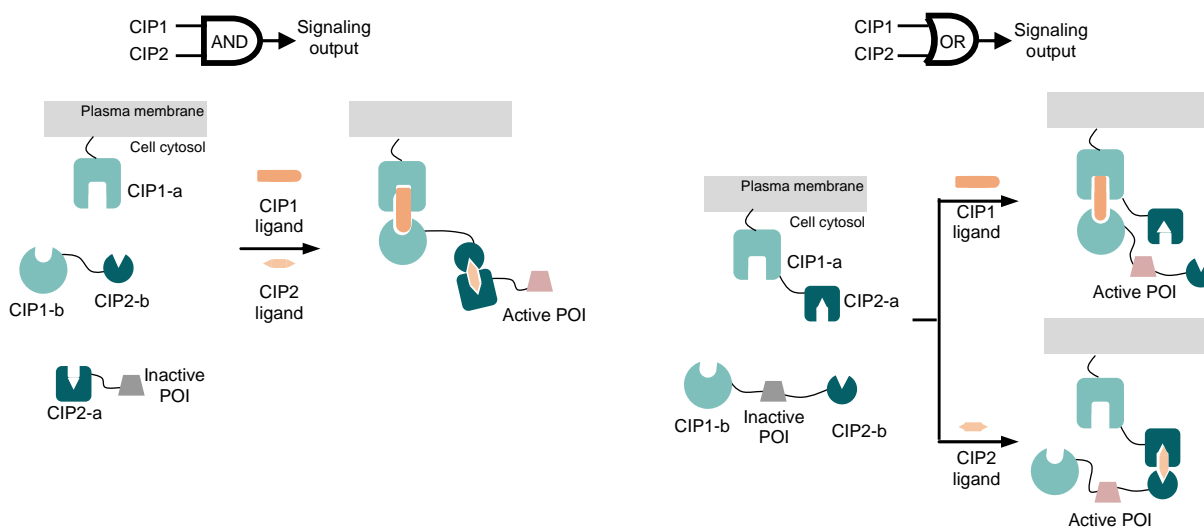 CIP1
CIP2
AND
Signaling
output
Plasma membrane
Cell cytosol
CIP1-a
CIP1-b
CIP2-b
CIP2-a
Inactive
POI
CIP1
ligand
CIP2
ligand
Active POI
CIP1
CIP2
OR
Signaling
output
Plasma membrane
Cell cytosol
CIP1-a
CIP2-a
CIP1-b
Inactive
POI
CIP2-b
CIP1
ligand
Active POI
CIP2
ligand
Active POI